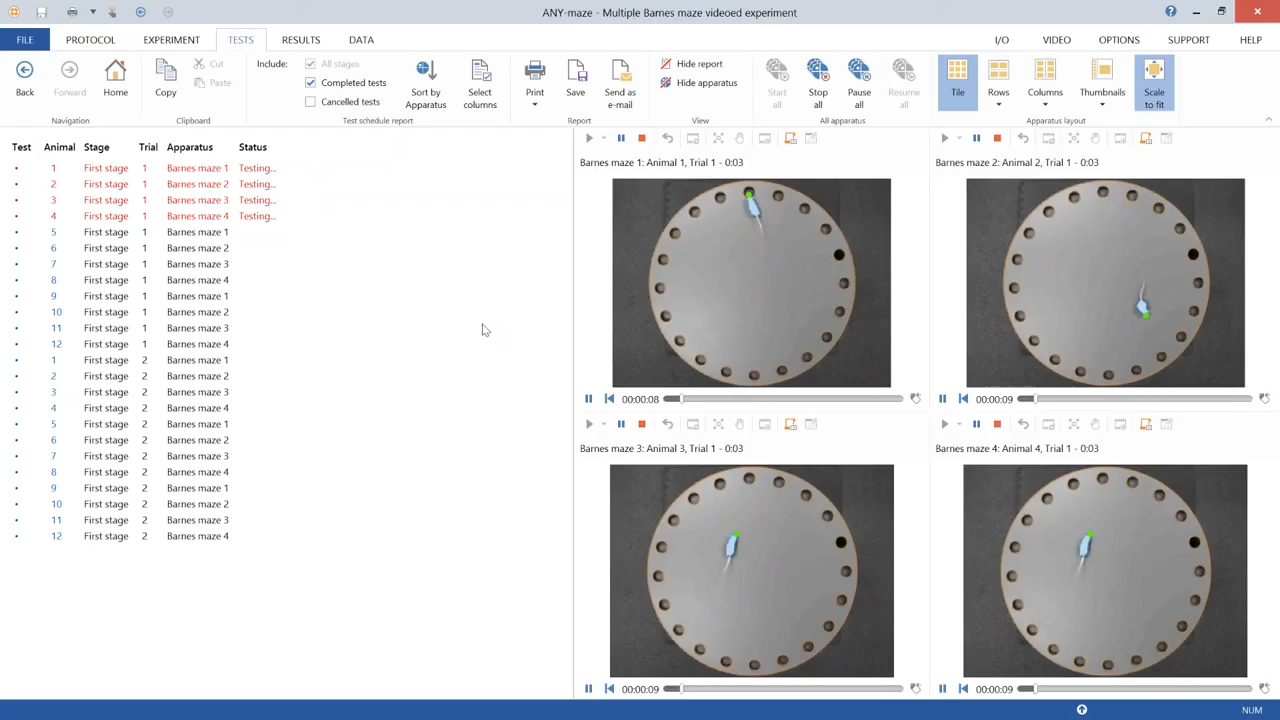 ANY-maze - Multiple Barnes maze videoed experiment
FILE PROTOCOL EXPERIMENT TESTS RESULTS DATA I/O VIDEO OPTIONS SUPPORT HELP
Back Forward Home
Navigation
Copy Cut Paste
Clipboard
Include: All stages
Completed tests
Cancelled tests
Sort by Apparatus
Select columns
Test schedule report
Print Save Send as e-mail
Report
Hide report
Hide apparatus
View
Start all Stop all Pause all Resume all
All apparatus
Tile Rows Columns Thumbnails Scale to fit
Apparatus layout
Test Animal Stage Trial Apparatus Status
• 1 First stage 1 Barnes maze 1 Testing...
• 2 First stage 1 Barnes maze 2 Testing...
• 3 First stage 1 Barnes maze 3 Testing...
• 4 First stage 1 Barnes maze 4 Testing...
• 5 First stage 1 Barnes maze 1
• 6 First stage 1 Barnes maze 2
• 7 First stage 1 Barnes maze 3
• 8 First stage 1 Barnes maze 4
• 9 First stage 1 Barnes maze 1
• 10 First stage 1 Barnes maze 2
• 11 First stage 1 Barnes maze 3
• 12 First stage 1 Barnes maze 4
• 1 First stage 2 Barnes maze 1
• 2 First stage 2 Barnes maze 2
• 3 First stage 2 Barnes maze 3
• 4 First stage 2 Barnes maze 4
• 5 First stage 2 Barnes maze 1
• 6 First stage 2 Barnes maze 2
• 7 First stage 2 Barnes maze 3
• 8 First stage 2 Barnes maze 4
• 9 First stage 2 Barnes maze 1
• 10 First stage 2 Barnes maze 2
• 11 First stage 2 Barnes maze 3
• 12 First stage 2 Barnes maze 4
Barnes maze 1: Animal 1, Trial 1 - 0:03
00:00:08
Barnes maze 2: Animal 2, Trial 1 - 0:03
00:00:09
Barnes maze 3: Animal 3, Trial 1 - 0:03
00:00:09
Barnes maze 4: Animal 4, Trial 1 - 0:03
00:00:09
NUM